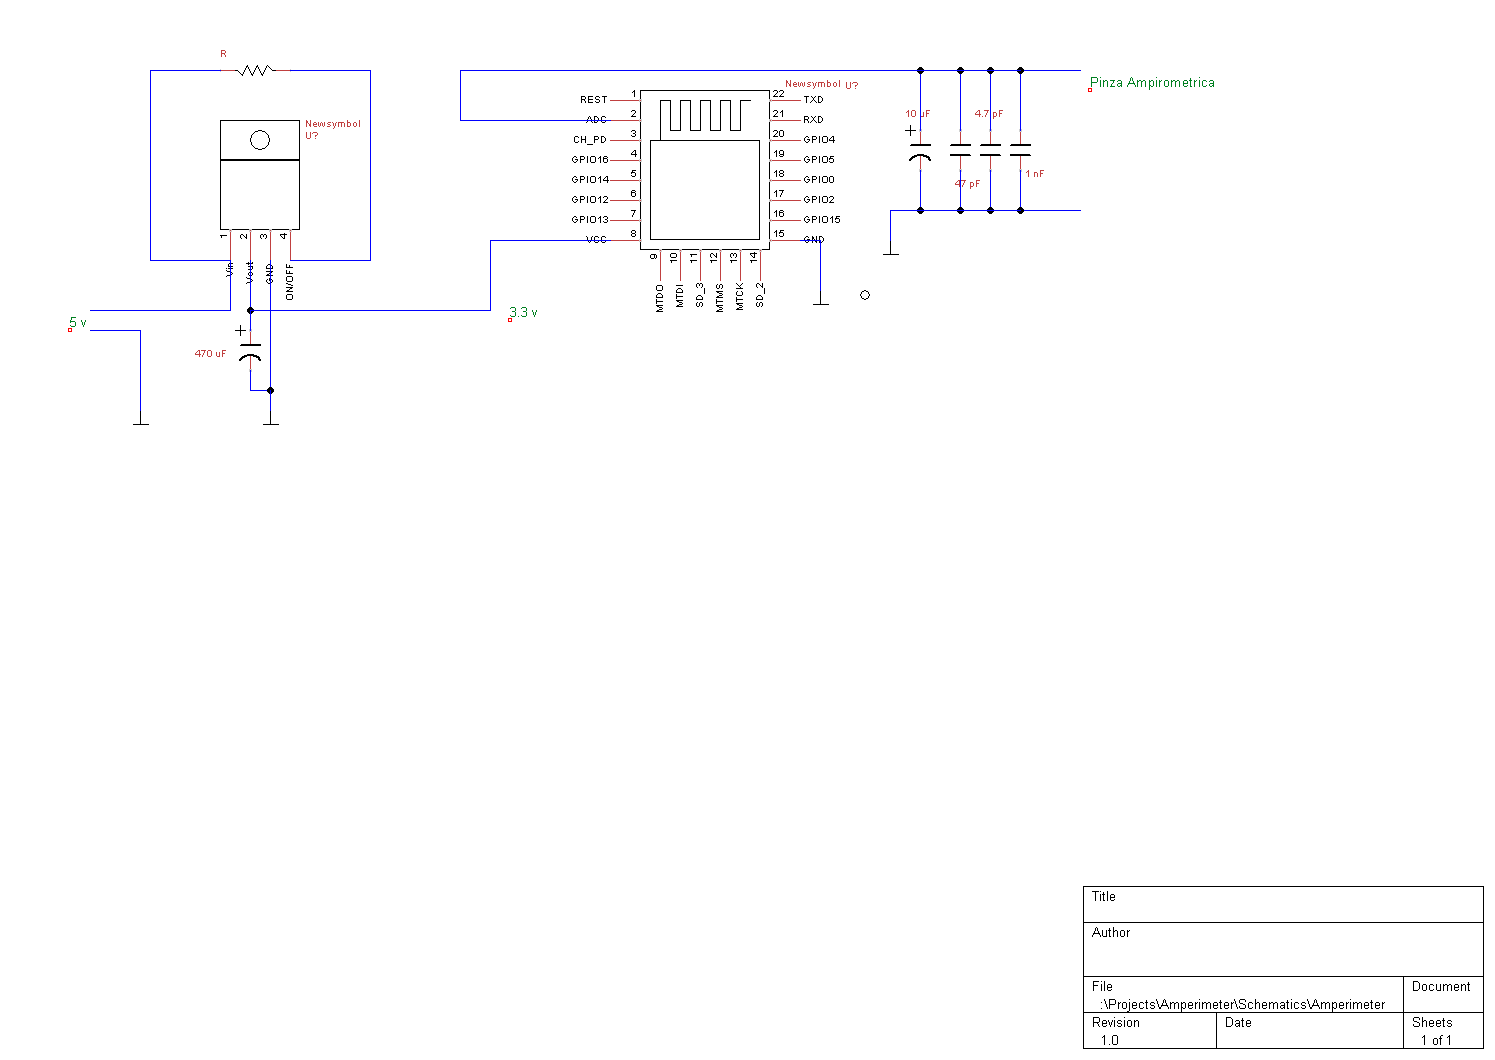 R
Newsymbol
U?
1
2
3
4
Vin
Vout
GND
ON/OFF
5 v
+
470 uF
3.3 v
Newsymbol U?
REST 1
ADC 2
CH_PD 3
GPIO16 4
GPIO14 5
GPIO12 6
GPIO13 7
VCC 8
22 TXD
21 RXD
20 GPIO4
19 GPIO5
18 GPIO0
17 GPIO2
16 GPIO15
15 GND
9 MTDO
10 MTDI
11 SD_3
12 MTMS
13 MTCK
14 SD_2
10 uF
+
4.7 pF
47 pF
1 nF
Pinza Ampirometrica
Title
Author
File
:\Projects\Amperimeter\Schematics\Amperimeter
Document
Revision
1.0
Date
Sheets
1 of 1